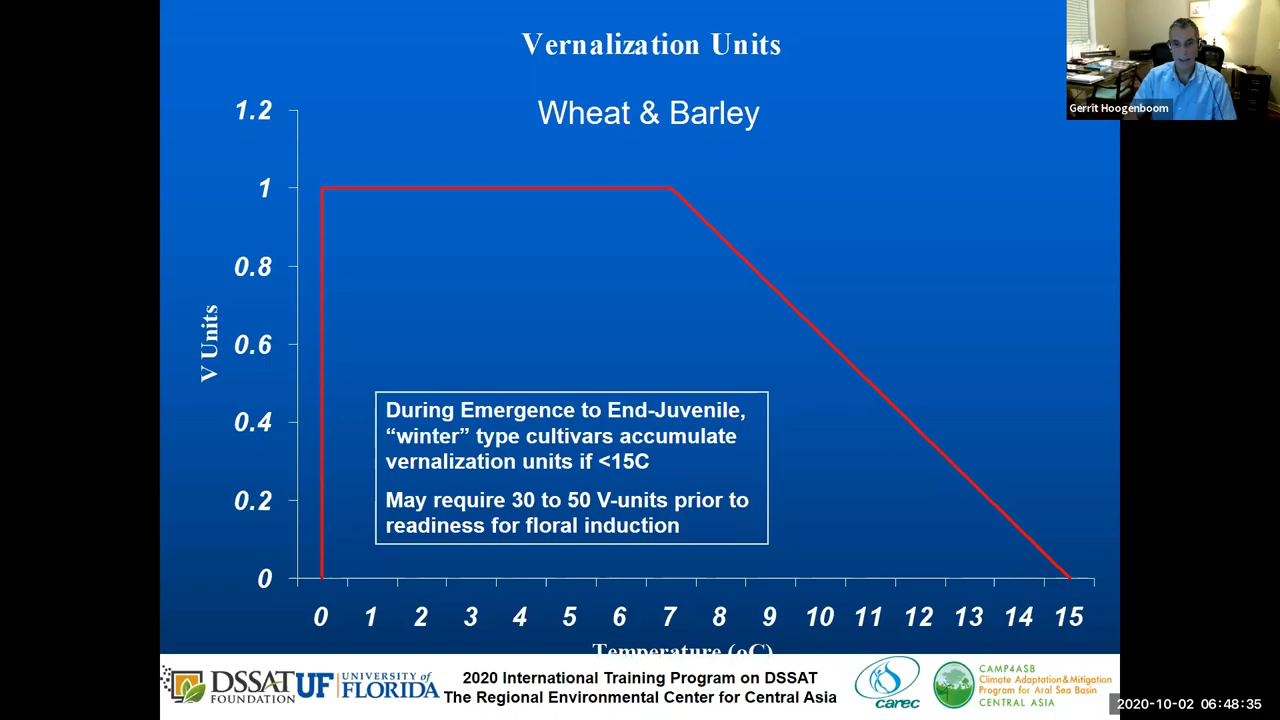 Vernalization Units
Wheat & Barley
Gerrit Hoogenboom
1.2
1
0.8
0.6
0.4
0.2
0
V Units
During Emergence to End-Juvenile,
“winter” type cultivars accumulate
vernalization units if <15C
May require 30 to 50 V-units prior to
readiness for floral induction
0 1 2 3 4 5 6 7 8 9 10 11 12 13 14 15
Temperature (oC)
DSSAT
FOUNDATION
UF UNIVERSITY of
FLORIDA
2020 International Training Program on DSSAT
The Regional Environmental Center for Central Asia
carec
CAMP4ASB
Climate Adaptation & Mitigation
Program for Aral Sea Basin
CENTRAL ASIA
2020-10-02 06:48:35